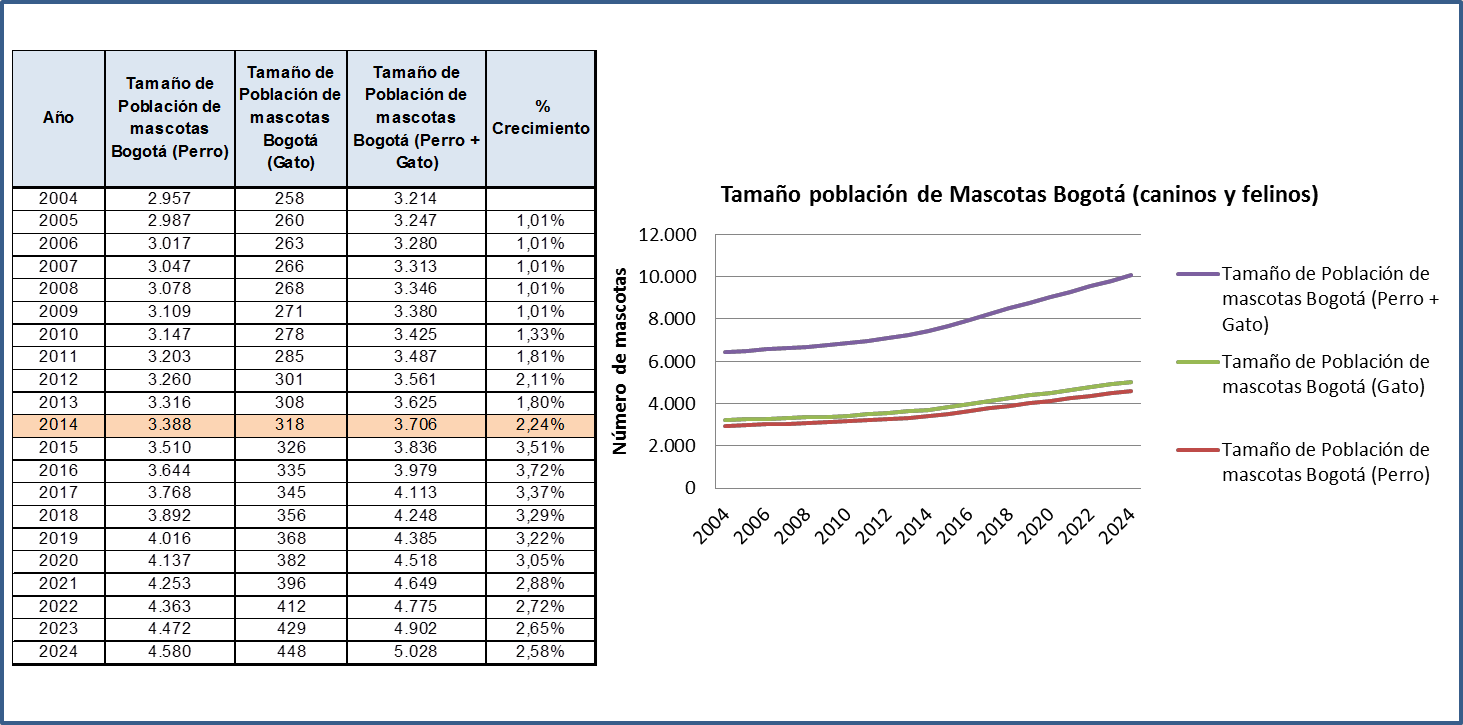 Año
Tamaño de
Población de
mascotas
Bogotá (Perro)
Tamaño de
Población de
mascotas
Bogotá
(Gato)
Tamaño de
Población de
mascotas
Bogotá (Perro +
Gato)
%
Crecimiento
2004 2.957 258 3.214
2005 2.987 260 3.247 1,01%
2006 3.017 263 3.280 1,01%
2007 3.047 266 3.313 1,01%
2008 3.078 268 3.346 1,01%
2009 3.109 271 3.380 1,01%
2010 3.147 278 3.425 1,33%
2011 3.203 285 3.487 1,81%
2012 3.260 301 3.561 2,11%
2013 3.316 308 3.625 1,80%
2014 3.388 318 3.706 2,24%
2015 3.510 326 3.836 3,51%
2016 3.644 335 3.979 3,72%
2017 3.768 345 4.113 3,37%
2018 3.892 356 4.248 3,29%
2019 4.016 368 4.385 3,22%
2020 4.137 382 4.518 3,05%
2021 4.253 396 4.649 2,88%
2022 4.363 412 4.775 2,72%
2023 4.472 429 4.902 2,65%
2024 4.580 448 5.028 2,58%
Tamaño población de Mascotas Bogotá (caninos y felinos)
Número de mascotas
12.000
10.000
8.000
6.000
4.000
2.000
0
2004 2006 2008 2010 2012 2014 2016 2018 2020 2022 2024
Tamaño de Población de
mascotas Bogotá (Perro +
Gato)
Tamaño de Población de
mascotas Bogotá (Gato)
Tamaño de Población de
mascotas Bogotá (Perro)